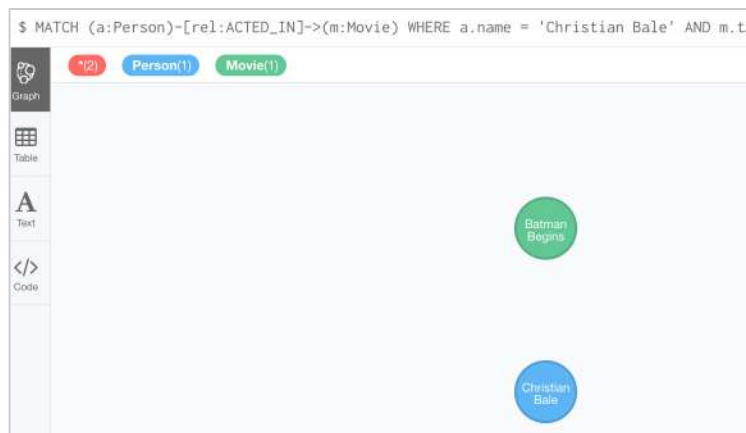 $ MATCH (a:Person)-[rel:ACTED_IN]->(m:Movie) WHERE a.name = 'Christian Bale' AND m.t
*(2) Person(1) Movie(1)
Graph
Table
A
Text
</>
Code
Batman
Begins
Christian
Bale